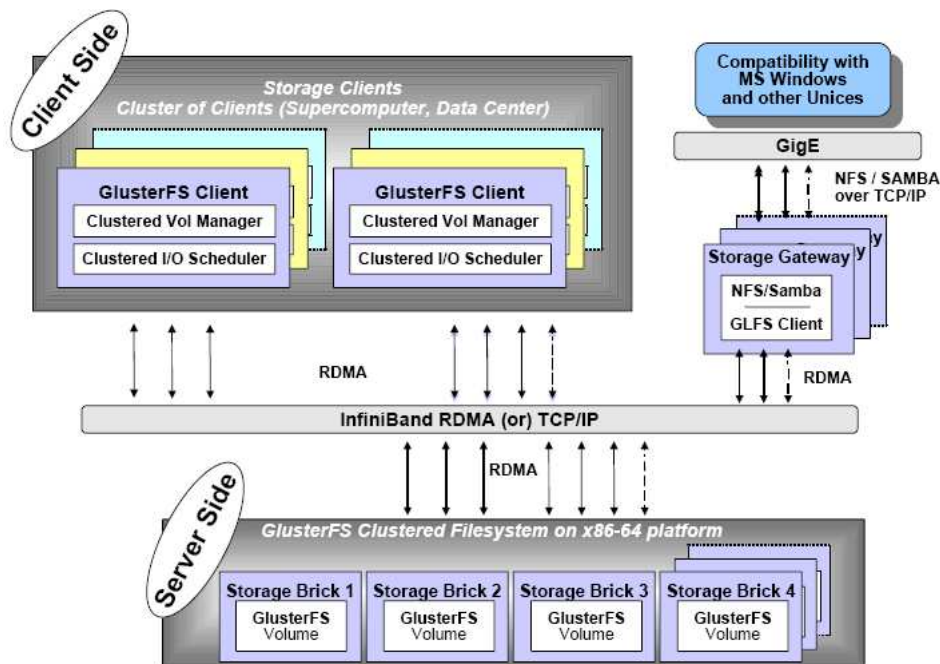 Client Side
Storage Clients
Cluster of Clients (Supercomputer, Data Center)
GlusterFS Client
Clustered Vol Manager
Clustered I/O Scheduler
GlusterFS Client
Clustered Vol Manager
Clustered I/O Scheduler
Compatibility with
MS Windows
and other Unices
GigE
NFS / SAMBA
over TCP/IP
Storage Gateway
NFS/Samba
GLFS Client
RDMA
RDMA
InfiniBand RDMA (or) TCP/IP
RDMA
Server Side
GlusterFS Clustered Filesystem on x86-64 platform
Storage Brick 1
GlusterFS
Volume
Storage Brick 2
GlusterFS
Volume
Storage Brick 3
GlusterFS
Volume
Storage Brick 4
GlusterFS
Volume